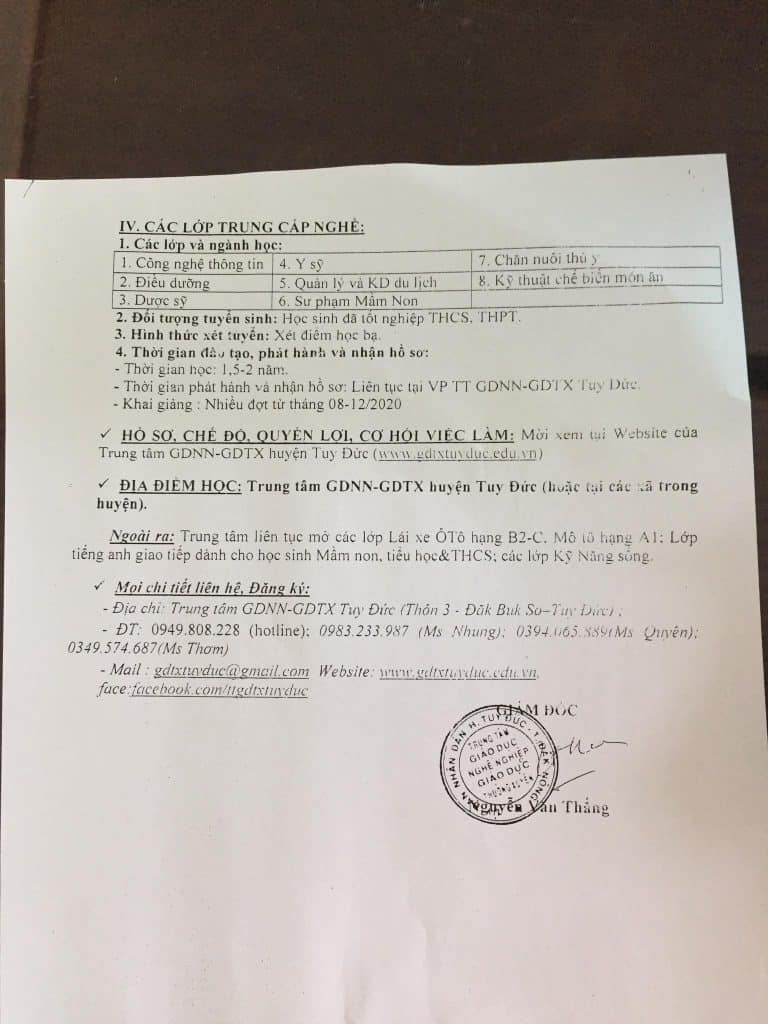 IV. CÁC LỚP TRUNG CẤP NGHỀ:
1. Các lớp và ngành học:
1. Công nghệ thông tin 4. Y sỹ 7. Chăn nuôi thú y
2. Điều dưỡng 5. Quản lý và KD du lịch 8. Kỹ thuật chế biến món ăn
3. Dược sỹ 6. Sư phạm Mầm Non
2. Đối tượng tuyển sinh: Học sinh đã tốt nghiệp THCS, THPT.
3. Hình thức xét tuyển: Xét điểm học bạ.
4. Thời gian đào tạo, phát hành và nhận hồ sơ:
- Thời gian học: 1,5-2 năm.
- Thời gian phát hành và nhận hồ sơ: Liên tục tại VP TT GDNN-GDTX Tuy Đức.
- Khai giảng : Nhiều đợt từ tháng 08-12/2020
✓ HỒ SƠ, CHẾ ĐỘ, QUYỀN LỢI, CƠ HỘI VIỆC LÀM: Mời xem tại Website của
Trung tâm GDNN-GDTX huyện Tuy Đức (www.gdtxtuyduc.edu.vn)
✓ ĐỊA ĐIỂM HỌC: Trung tâm GDNN-GDTX huyện Tuy Đức (hoặc tại các xã trong
huyện).
Ngoài ra: Trung tâm liên tục mở các lớp Lái xe ÔTô hạng B2-C, Mô tô hạng A1; Lớp
tiếng anh giao tiếp dành cho học sinh Mầm non, tiểu học&THCS; các lớp Kỹ Năng sống.
✓ Mọi chi tiết liên hệ, Đăng ký:
- Địa chỉ: Trung tâm GDNN-GDTX Tuy Đức (Thôn 3 - Đăk Buk So–Tuy Đức) ;
- ĐT: 0949.808.228 (hotline); 0983.233.987 (Ms Nhung); 0394.065.889(Ms Quyên);
0349.574.687(Ms Thơm)
- Mail : gdtxtuyduc@gmail.com Website: www.gdtxtuyduc.edu.vn,
face:facebook.com/ttgdtxtuyduc
GIÁM ĐỐC
BAN NHÂN DÂN H. TUY ĐỨC - T. ĐẮK NÔNG
TRUNG TÂM
GIÁO DỤC
NGHỀ NGHIỆP
GIÁO DỤC
THƯỜNG XUYÊN
Nguyễn Văn Thắng